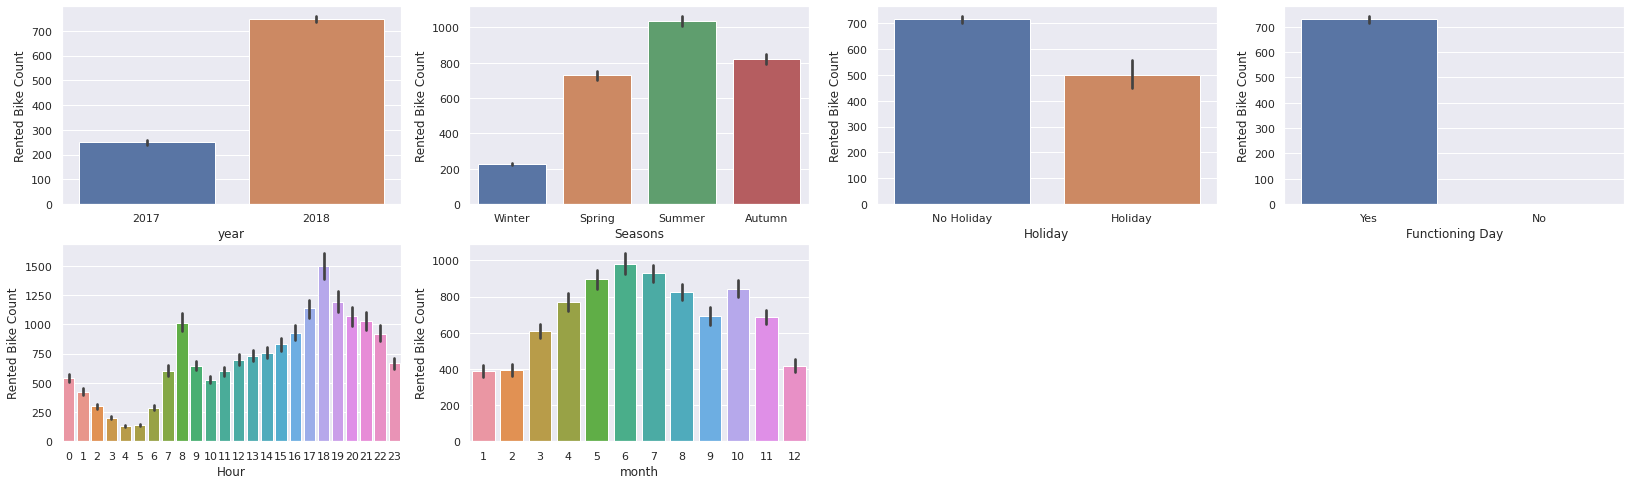 Rented Bike Count
700
600
500
400
300
200
100
0
2017 2018
year
Rented Bike Count
1000
800
600
400
200
0
Winter Spring Summer Autumn
Seasons
Rented Bike Count
700
600
500
400
300
200
100
0
No Holiday Holiday
Holiday
Rented Bike Count
700
600
500
400
300
200
100
0
Yes No
Functioning Day
Rented Bike Count
1500
1250
1000
750
500
250
0
0 1 2 3 4 5 6 7 8 9 10 11 12 13 14 15 16 17 18 19 20 21 22 23
Hour
Rented Bike Count
1000
800
600
400
200
0
1 2 3 4 5 6 7 8 9 10 11 12
month